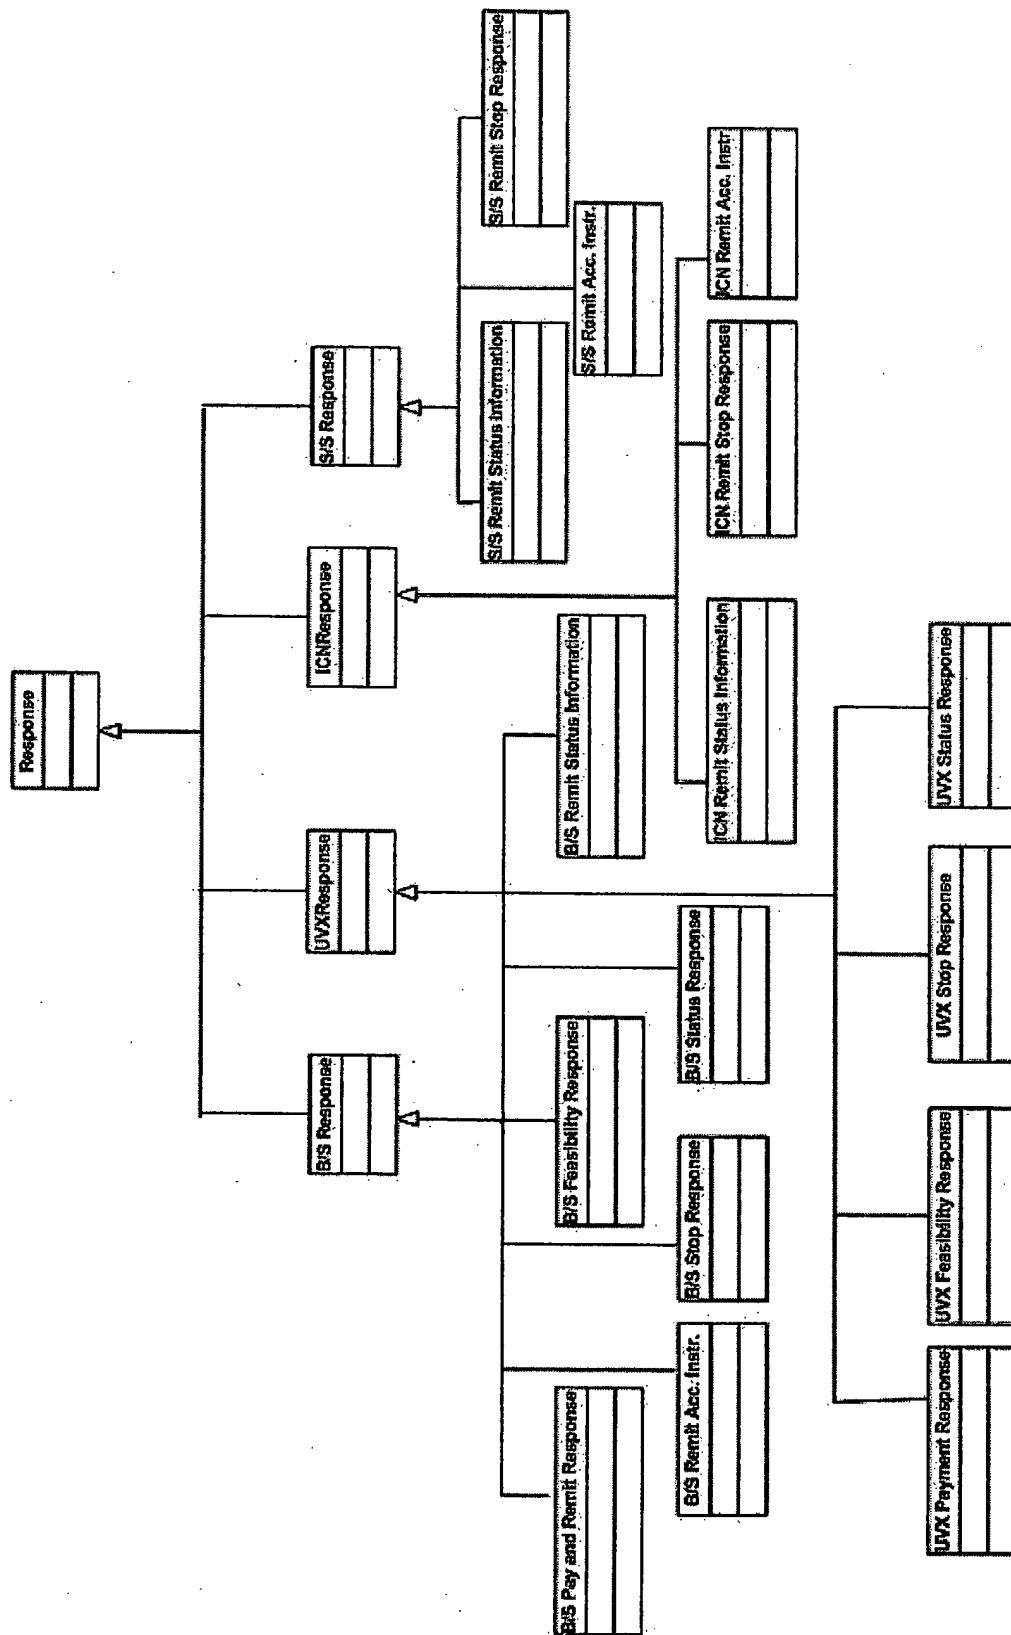 Response
B/S Response
UVXResponse
ICNResponse
S/S Response
B/S Pay and Remit Response
B/S Feasibility Response
B/S Remit Status Information
S/S Remit Status Information
S/S Remit Stop Response
S/S Remit Acc. Instr.
B/S Remit Acc. Instr.
B/S Stop Response
B/S Status Response
ICN Remit Status Information
ICN Remit Stop Response
ICN Remit Acc. Instr
UVX Payment Response
UVX Feasibility Response
UVX Stop Response
UVX Status Response